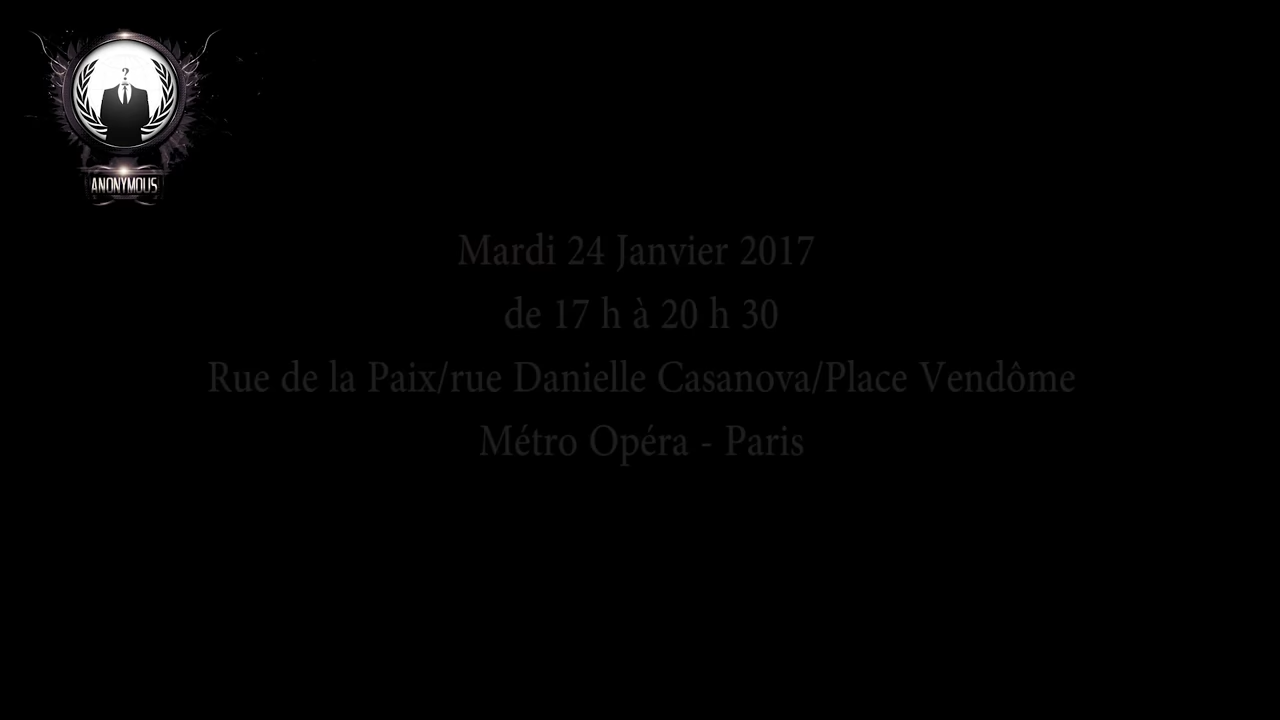 ?
ANONYMOUS
Mardi 24 Janvier 2017
de 17 h à 20 h 30
Rue de la Paix/rue Danielle Casanova/Place Vendôme
Métro Opéra - Paris